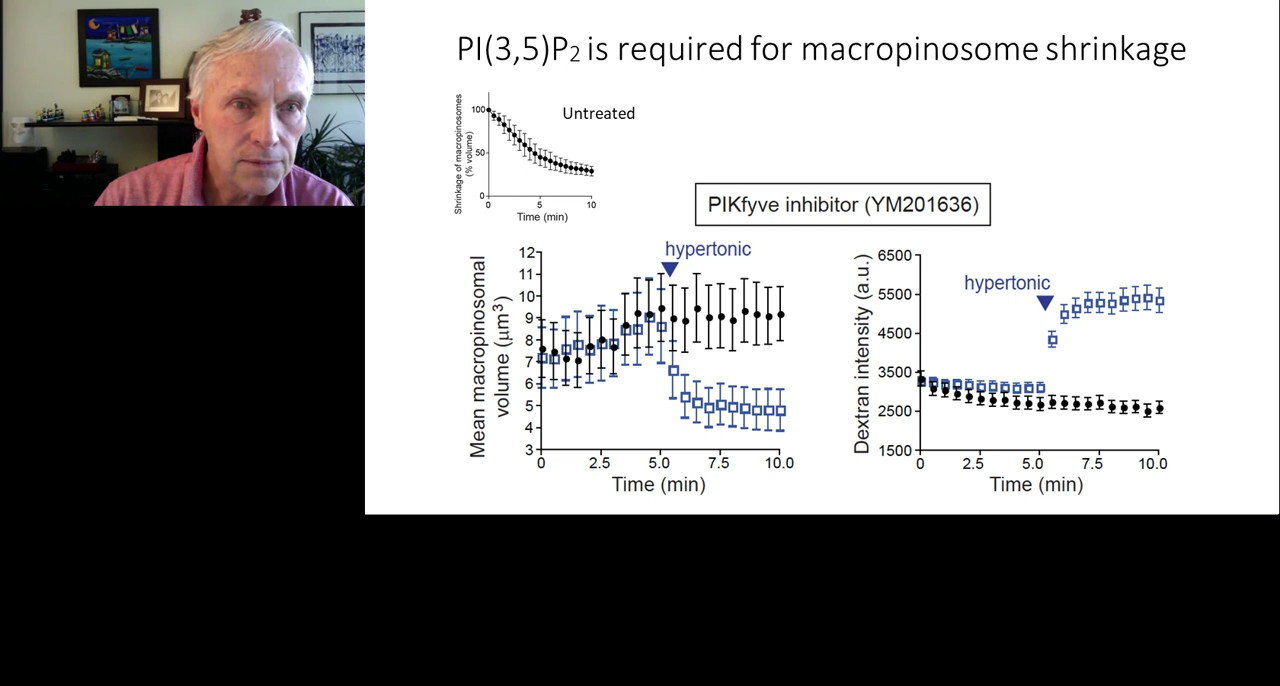 PI(3,5)P2 is required for macropinosome shrinkage
Shrinkage of macropinosomes
(% volume)
100
50
0
0
5
10
Time (min)
Untreated
PIKfyve inhibitor (YM201636)
Mean macropinosomal
volume (μm3)
12
11
10
9
8
7
6
5
4
3
hypertonic
0
2.5
5.0
7.5
10.0
Time (min)
Dextran intensity (a.u.)
6500
5500
4500
3500
2500
1500
hypertonic
0
2.5
5.0
7.5
10.0
Time (min)